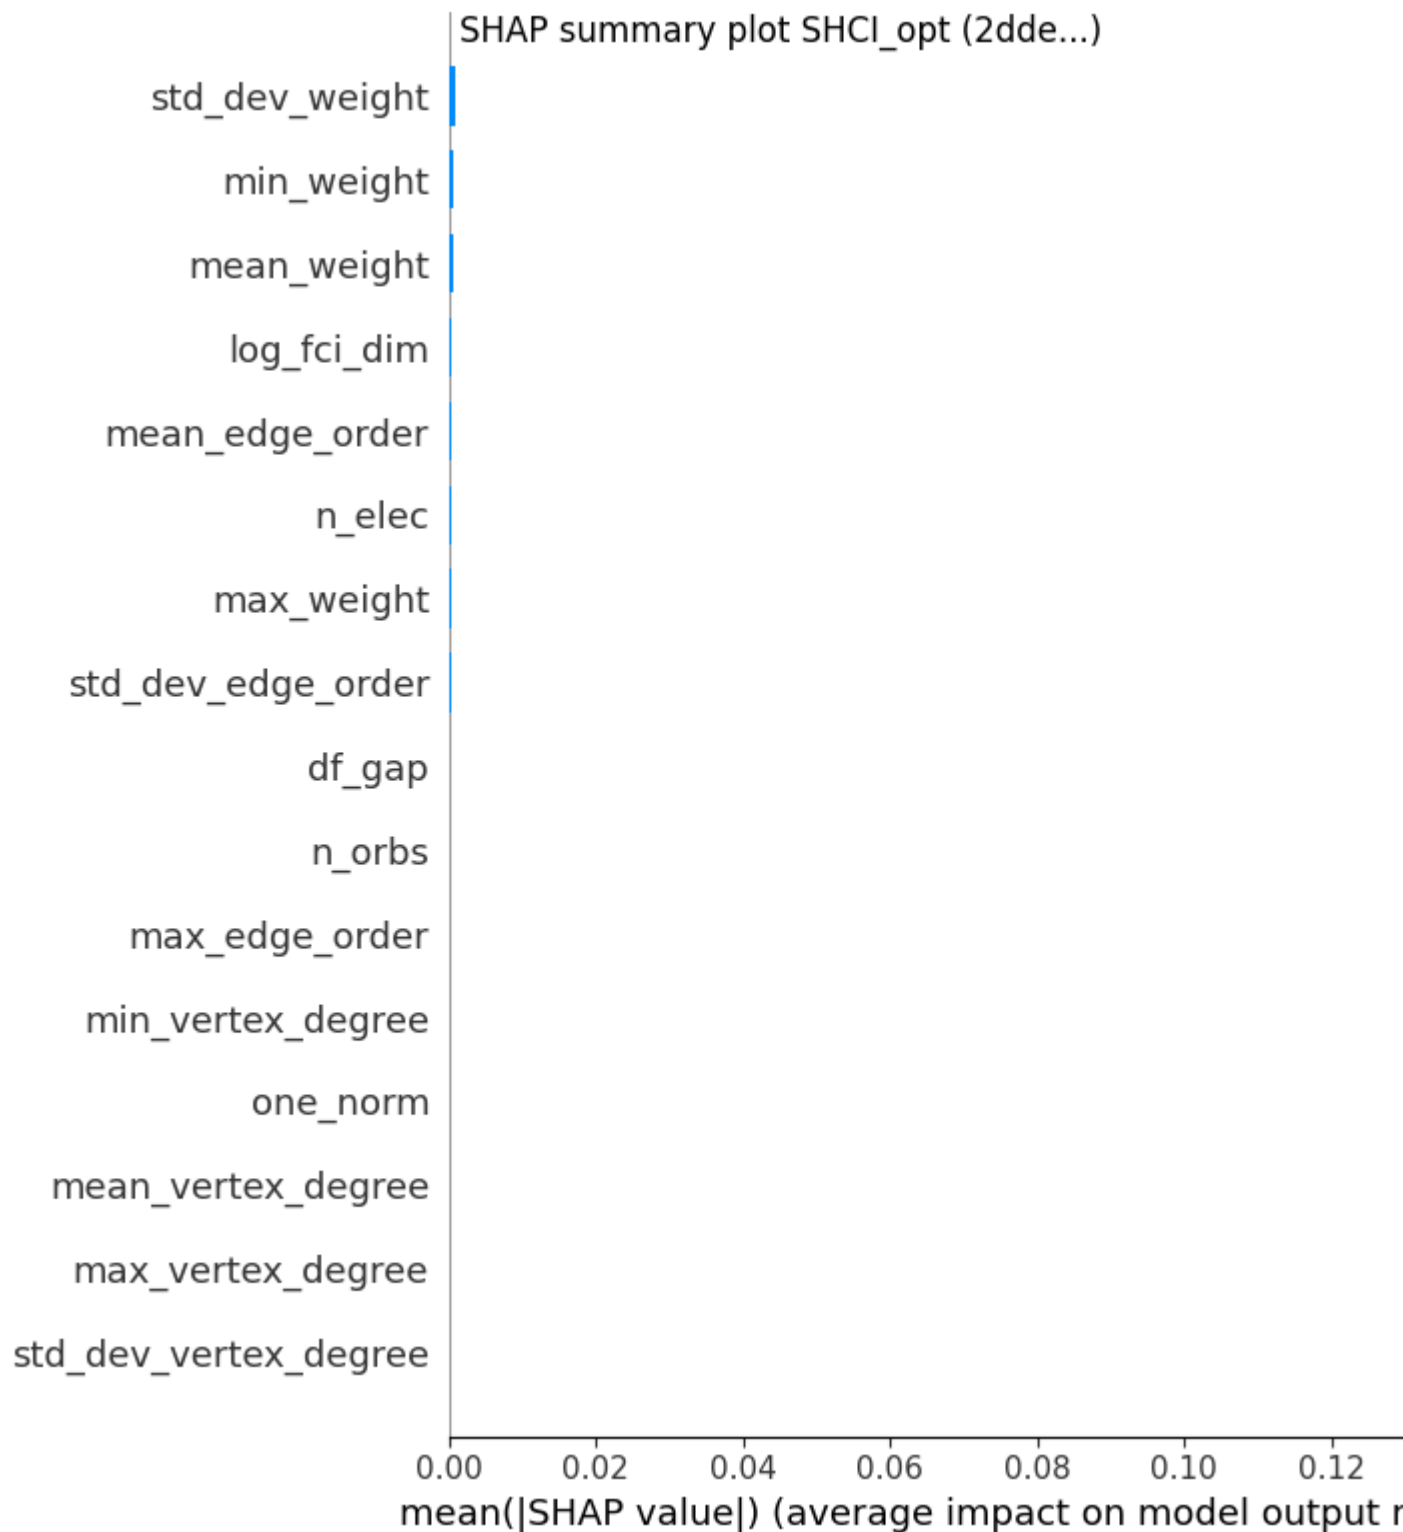 SHAP summary plot SHCI_opt (2dde...)
std_dev_weight
min_weight
mean_weight
log_fci_dim
mean_edge_order
n_elec
max_weight
std_dev_edge_order
df_gap
n_orbs
max_edge_order
min_vertex_degree
one_norm
mean_vertex_degree
max_vertex_degree
std_dev_vertex_degree
0.00 0.02 0.04 0.06 0.08 0.10 0.12
mean(|SHAP value|) (average impact on model output